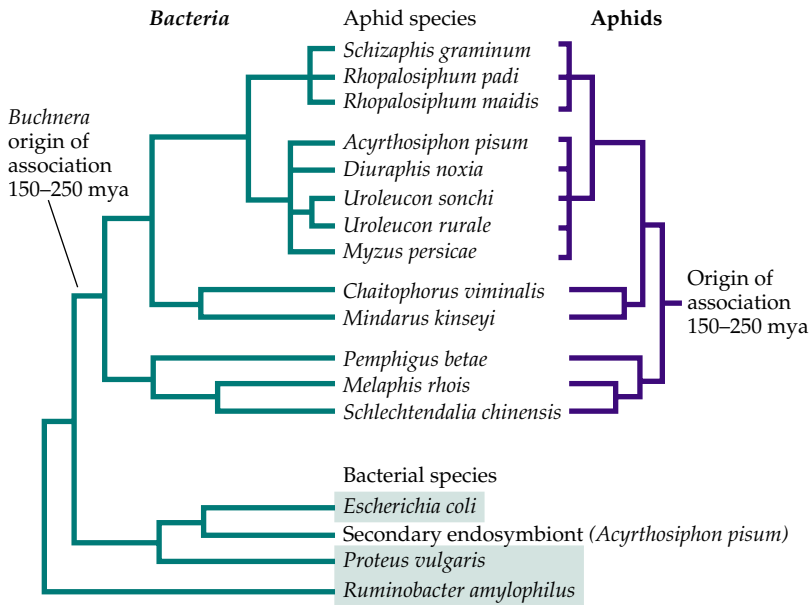 Bacteria
Aphid species
Aphids
Schizaphis graminum
Rhopalosiphum padi
Rhopalosiphum maidis
Buchnera
origin of
association
150–250 mya
Acyrthosiphon pisum
Diuraphis noxia
Uroleucon sonchi
Uroleucon rurale
Myzus persicae
Chaitophorus viminalis
Mindarus kinseyi
Origin of
association
150–250 mya
Pemphigus betae
Melaphis rhois
Schlechtendalia chinensis
Bacterial species
Escherichia coli
Secondary endosymbiont (Acyrthosiphon pisum)
Proteus vulgaris
Ruminobacter amylophilus